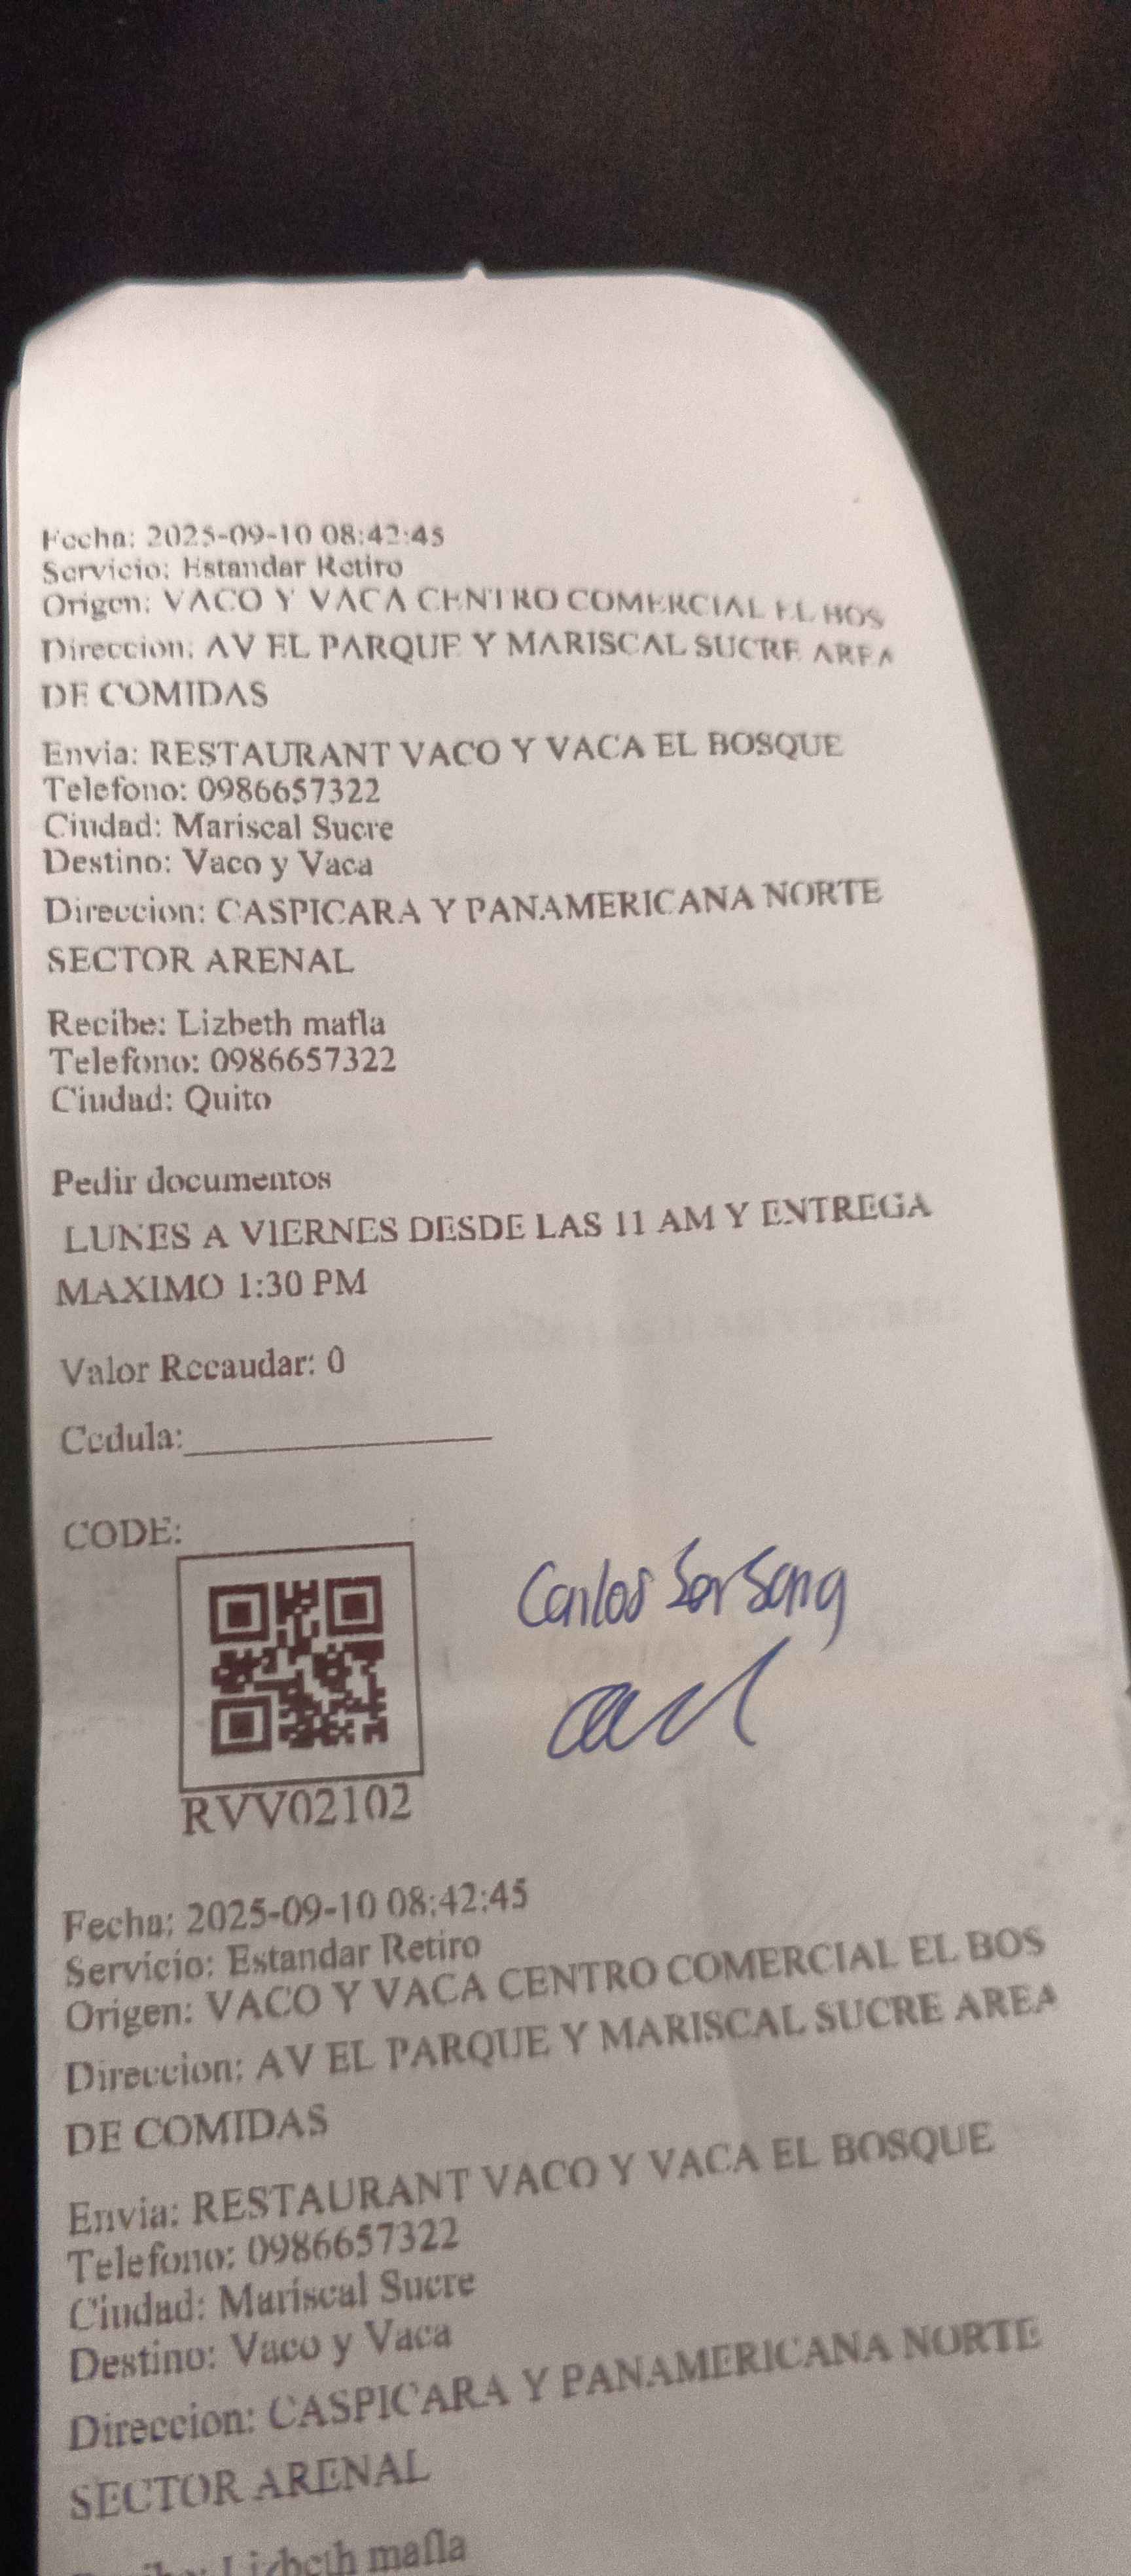 Fecha: 2025-09-10 08:42:45
Servicio: Estandar Retiro
Origen: VACO Y VACA CENTRO COMERCIAL EL BOS
Direccion: AV EL PARQUE Y MARISCAL SUCRE AREA
DE COMIDAS
Envia: RESTAURANT VACO Y VACA EL BOSQUE
Telefono: 0986657322
Ciudad: Mariscal Sucre
Destino: Vaco y Vaca
Direccion: CASPICARA Y PANAMERICANA NORTE
SECTOR ARENAL
Recibe: Lizbeth mafla
Telefono: 0986657322
Ciudad: Quito
Pedir documentos
LUNES A VIERNES DESDE LAS 11 AM Y ENTREGA
MAXIMO 1:30 PM
Valor Recaudar: 0
Cedula:
CODE:
Carlos
RVV02102
Fecha: 2025-09-10 08:42:45
Servicio: Estandar Retiro
Origen: VACO Y VACA CENTRO COMERCIAL EL BOS
Direccion: AV EL PARQUE Y MARISCAL SUCRE AREA
DE COMIDAS
Envia: RESTAURANT VACO Y VACA EL BOSQUE
Telefono: 0986657322
Ciudad: Mariscal Sucre
Destino: Vaco y Vaca
Direccion: CASPICARA Y PANAMERICANA NORTE
SECTOR ARENAL
Recibe: Lizbeth mafla